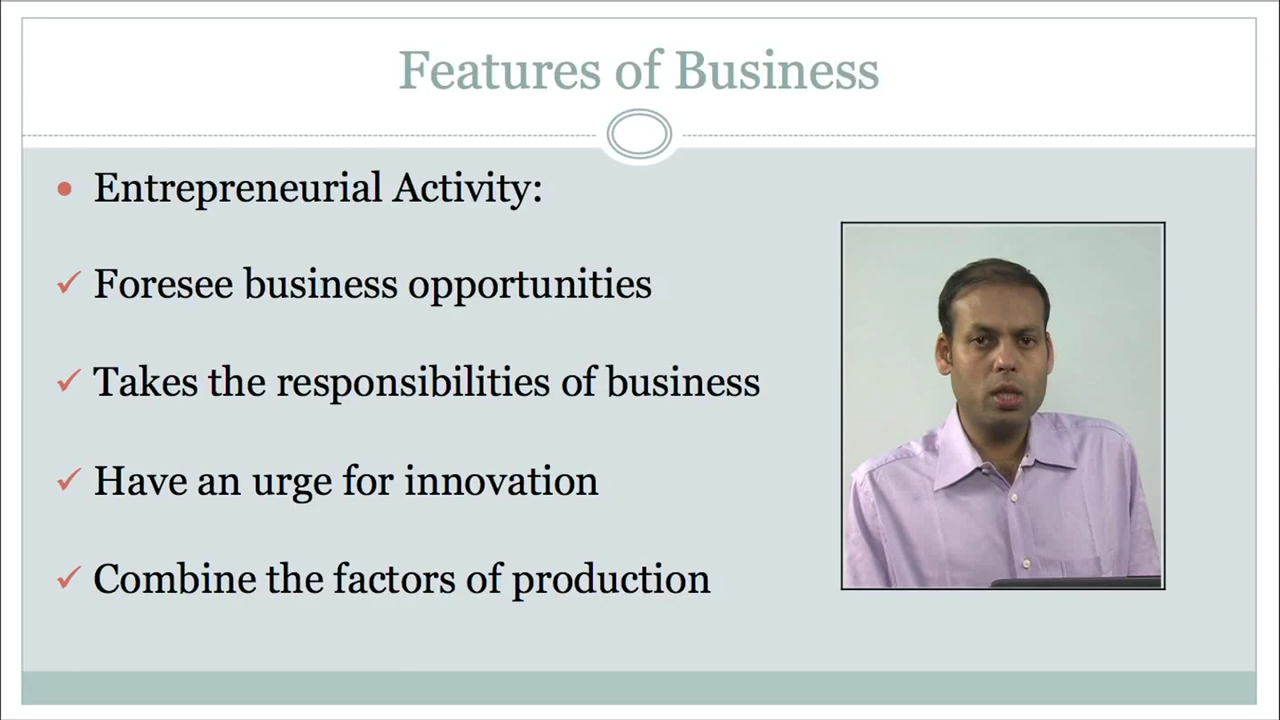 Features of Business
Entrepreneurial Activity:
Foresee business opportunities
Takes the responsibilities of business
Have an urge for innovation
Combine the factors of production